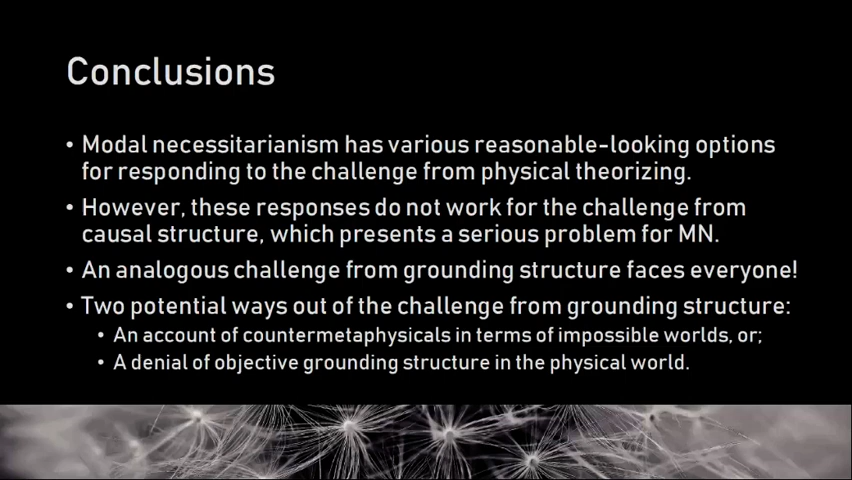 Conclusions
• Modal necessitarianism has various reasonable-looking options
for responding to the challenge from physical theorizing.
• However, these responses do not work for the challenge from
causal structure, which presents a serious problem for MN.
• An analogous challenge from grounding structure faces everyone!
• Two potential ways out of the challenge from grounding structure:
• An account of countermetaphysicals in terms of impossible worlds, or;
• A denial of objective grounding structure in the physical world.